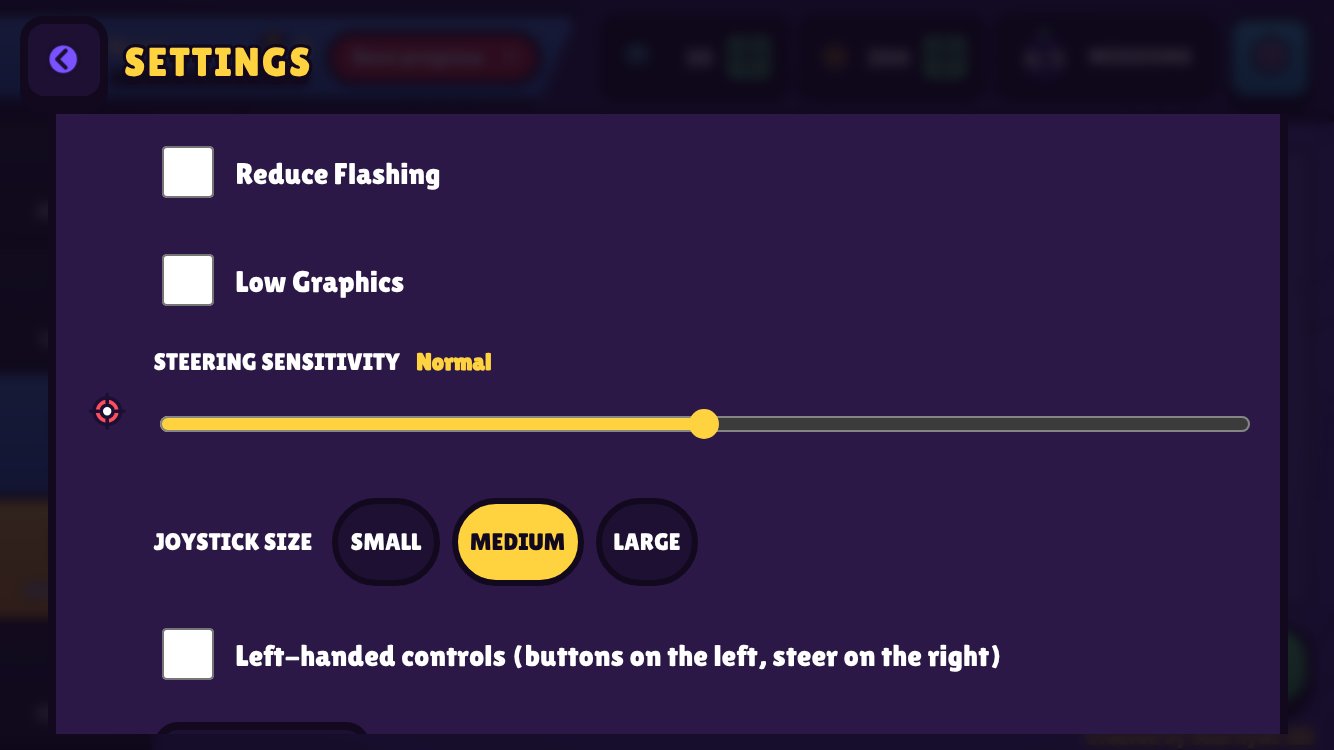 SETTINGS
Reduce Flashing
Low Graphics
STEERING SENSITIVITY Normal
JOYSTICK SIZE SMALL MEDIUM LARGE
Left-handed controls (buttons on the left, steer on the right)